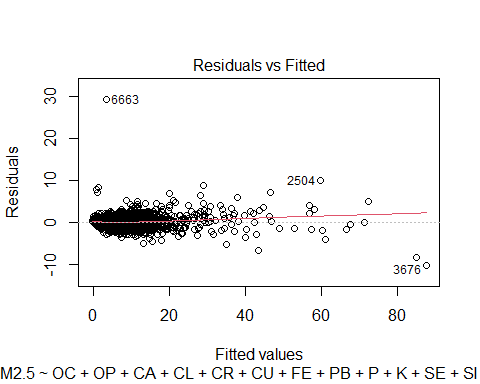 Residuals vs Fitted
Residuals
30
20
10
0
-10
6663
2504
3676
0 20 40 60 80
Fitted values
M2.5 ~ OC + OP + CA + CL + CR + CU + FE + PB + P + K + SE + SI